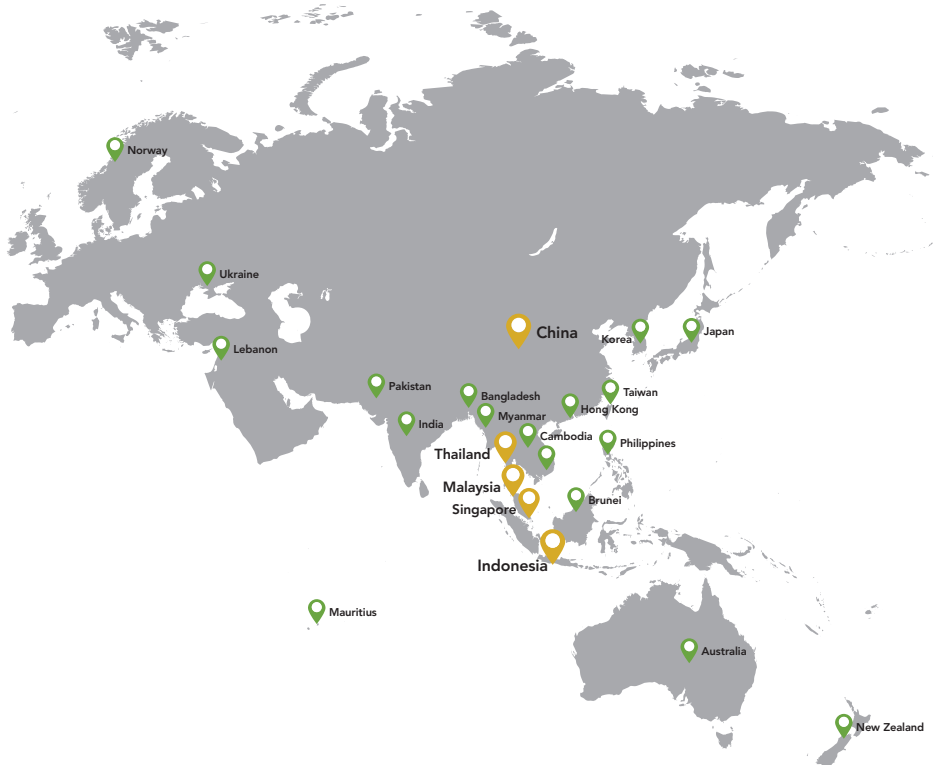 Norway
Ukraine
Lebanon
China
Korea
Japan
Pakistan
Bangladesh
Taiwan
Myanmar
Hong Kong
India
Cambodia
Philippines
Thailand
Malaysia
Singapore
Brunei
Indonesia
Mauritius
Australia
New Zealand